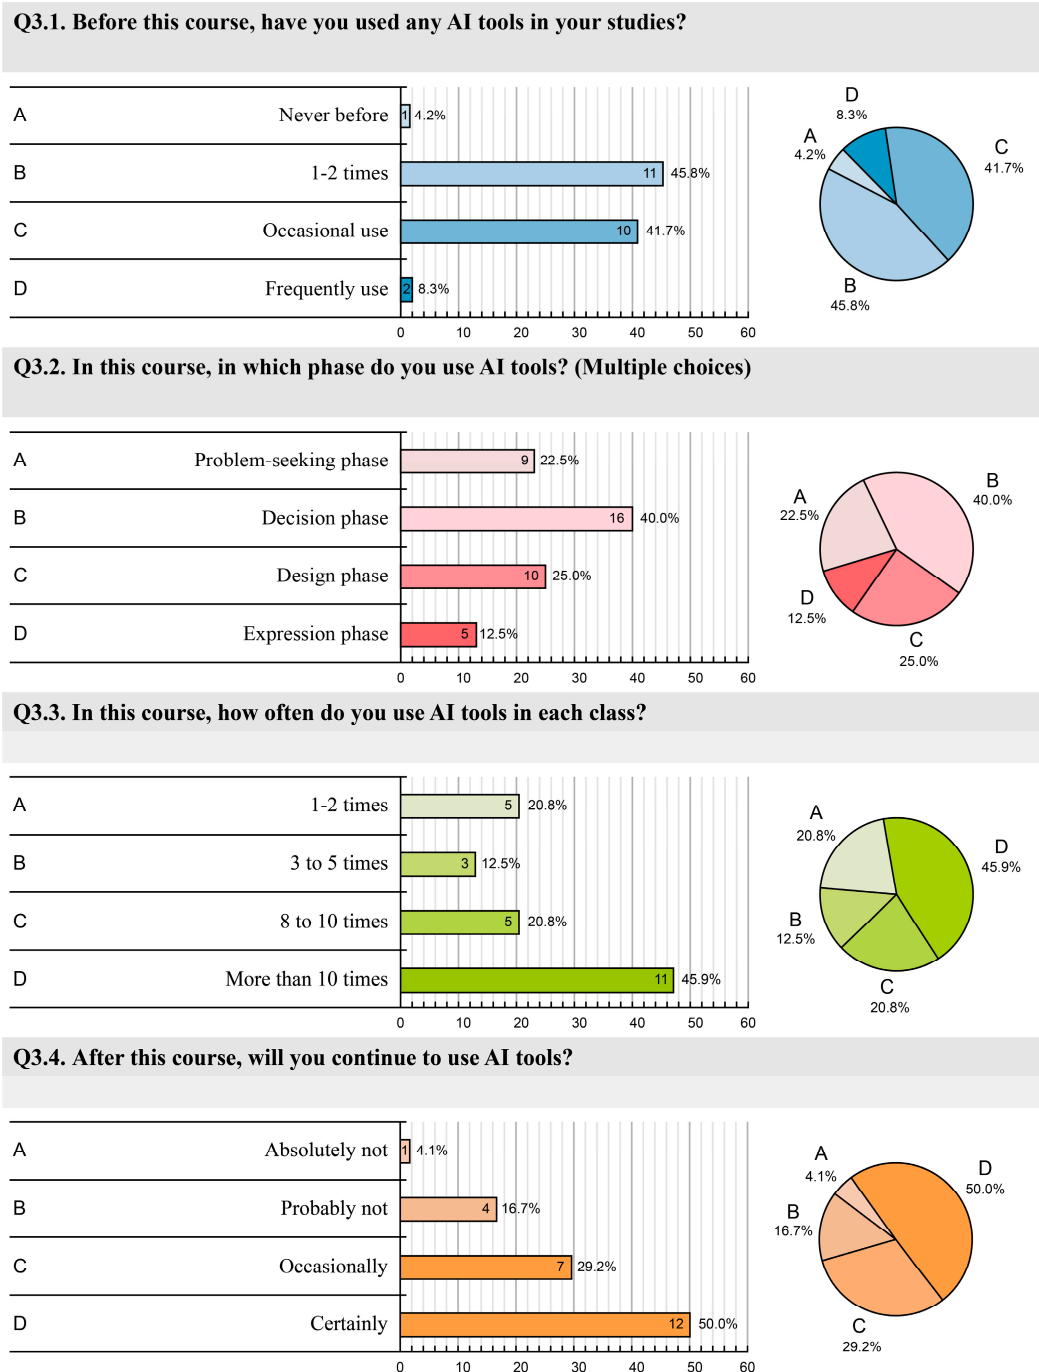 Q3.1. Before this course, have you used any AI tools in your studies?
A Never before 1 4.2%
B 1-2 times 11 45.8%
C Occasional use 10 41.7%
D Frequently use 2 8.3%
0 10 20 30 40 50 60
D
8.3%
A
4.2%
C
41.7%
B
45.8%
Q3.2. In this course, in which phase do you use AI tools? (Multiple choices)
A Problem-seeking phase 9 22.5%
B Decision phase 16 40.0%
C Design phase 10 25.0%
D Expression phase 5 12.5%
0 10 20 30 40 50 60
B
40.0%
A
22.5%
D
12.5%
C
25.0%
Q3.3. In this course, how often do you use AI tools in each class?
A 1-2 times 5 20.8%
B 3 to 5 times 3 12.5%
C 8 to 10 times 5 20.8%
D More than 10 times 11 45.9%
0 10 20 30 40 50 60
A
20.8%
D
45.9%
B
12.5%
C
20.8%
Q3.4. After this course, will you continue to use AI tools?
A Absolutely not 1 4.1%
B Probably not 4 16.7%
C Occasionally 7 29.2%
D Certainly 12 50.0%
0 10 20 30 40 50 60
A
4.1%
D
50.0%
B
16.7%
C
29.2%